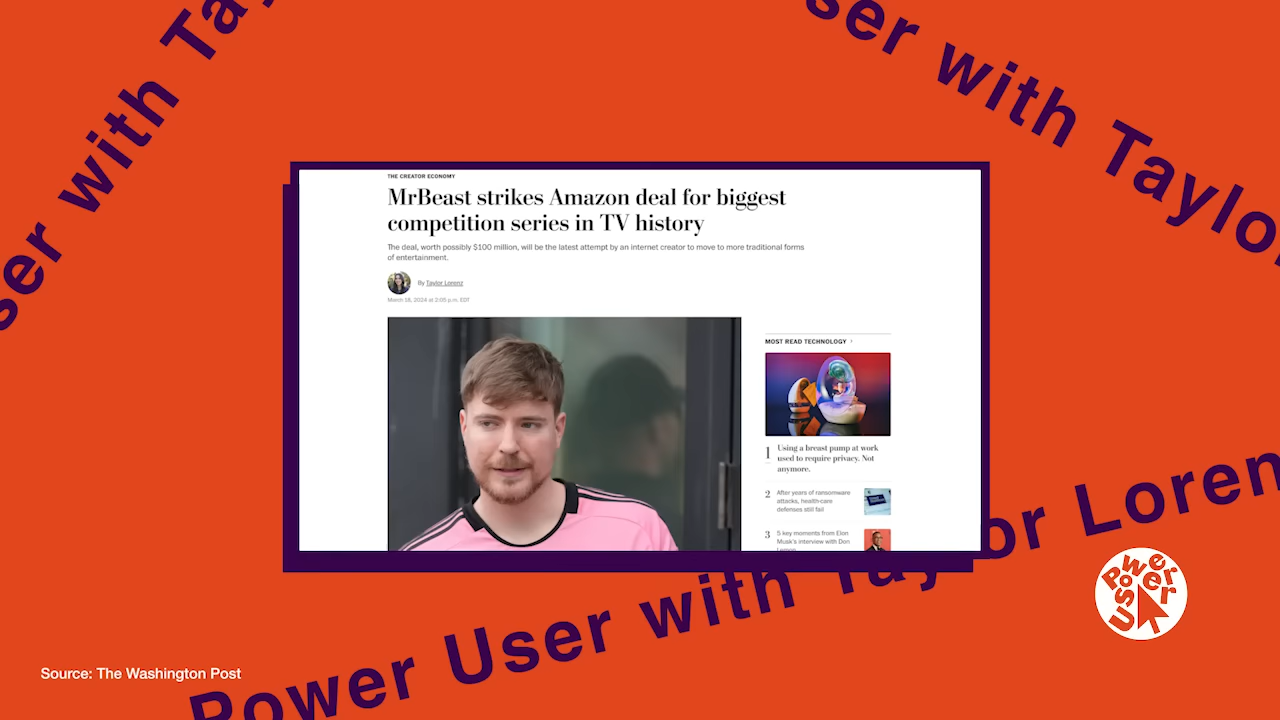 ser with Tay
ser with Taylo
THE CREATOR ECONOMY
MrBeast strikes Amazon deal for biggest
competition series in TV history
The deal, worth possibly $100 million, will be the latest attempt by an internet creator to move to more traditional forms
of entertainment.
By Taylor Lorenz
March 18, 2024 at 2:05 p.m. EDT
MOST READ TECHNOLOGY ›
1 Using a breast pump at work
used to require privacy. Not
anymore.
2 After years of ransomware
attacks, health-care
defenses still fail
3 5 key moments from Elon
Musk's interview with Don
Lemon
Power User with Taylor Loren
Power User
Source: The Washington Post